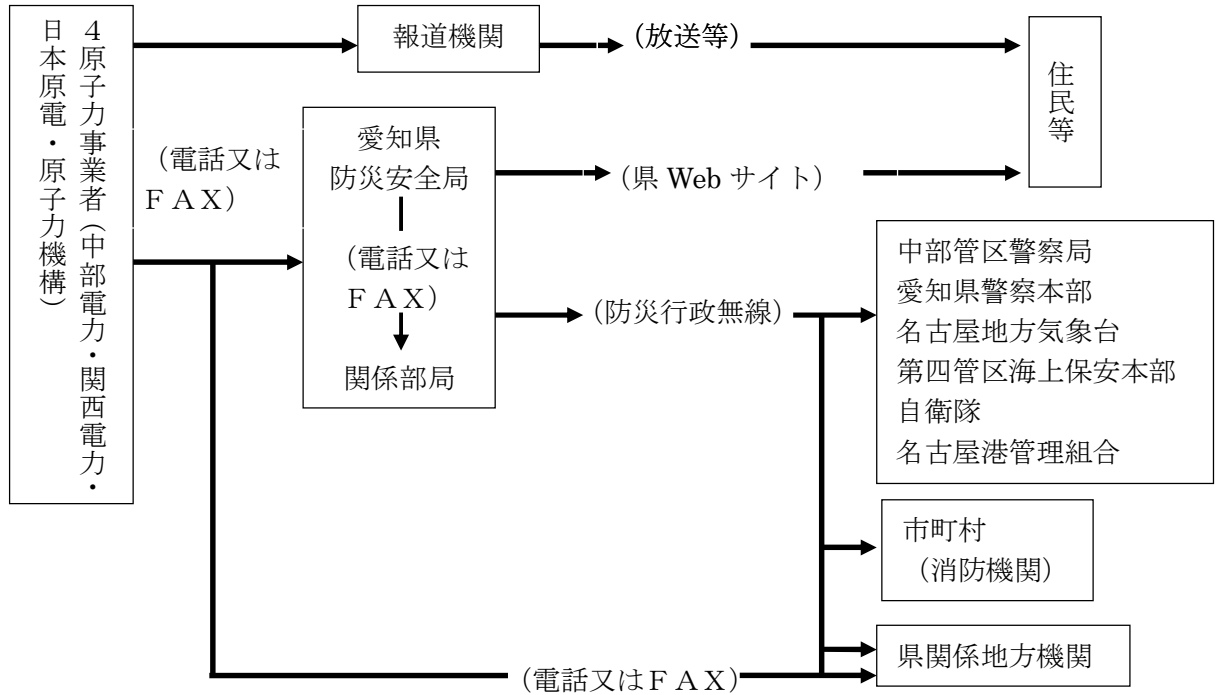 ４原子力事業者（中部電力・関西電力・
日本原電・原子力機構）
報道機関
（放送等）
住民等
（電話又は
ＦＡＸ）
愛知県
防災安全局
（電話又は
ＦＡＸ）
関係部局
（県 Web サイト）
（防災行政無線）
中部管区警察局
愛知県警察本部
名古屋地方気象台
第四管区海上保安本部
自衛隊
名古屋港管理組合
市町村
（消防機関）
県関係地方機関
（電話又はＦＡＸ）